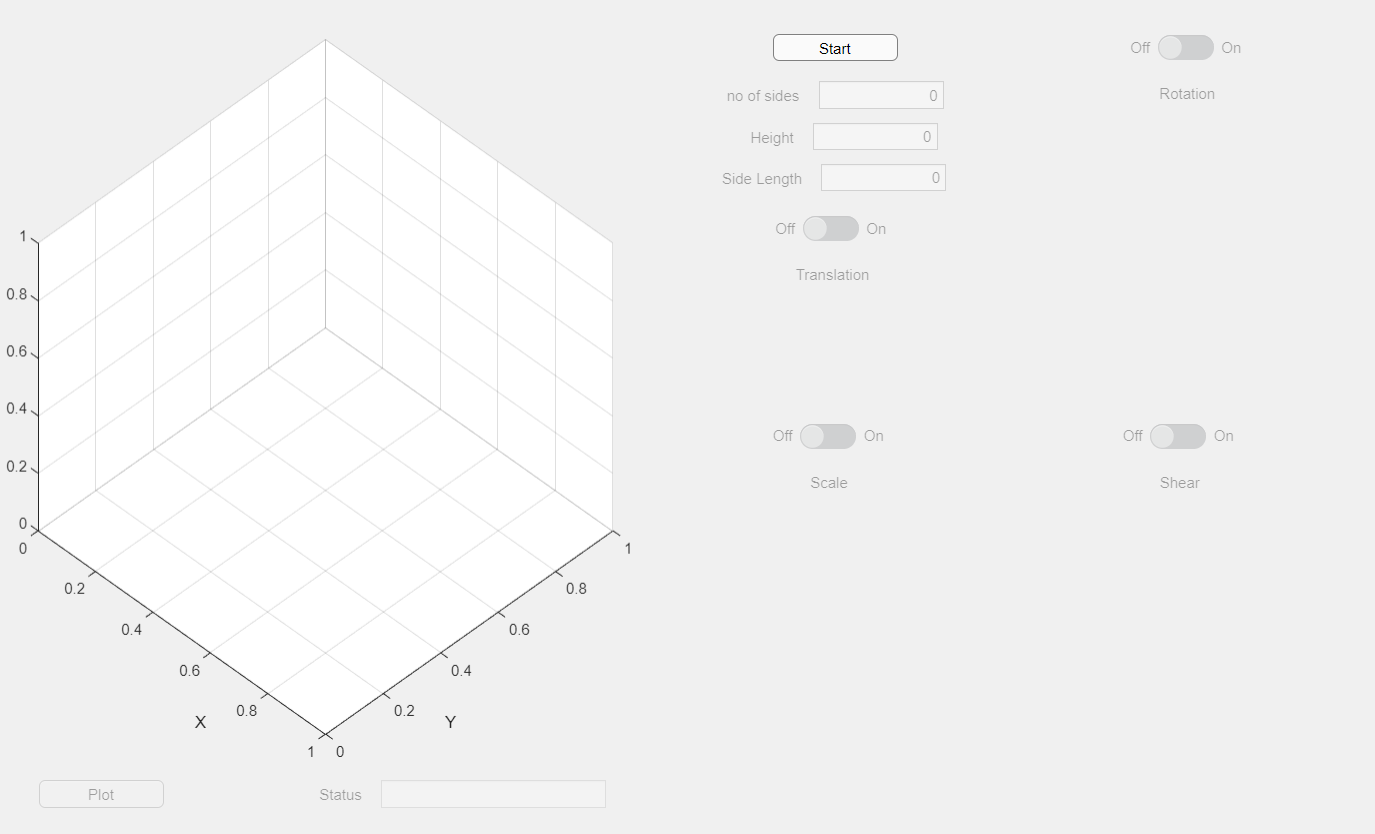 Start
Off On
Rotation
no of sides 0
Height 0
Side Length 0
Off On
Translation
Off On
Scale
Off On
Shear
1
0.8
0.6
0.4
0.2
0
0
0.2
0.4
0.6
0.8
1
X
0
0.2
0.4
0.6
0.8
1
Y
Plot
Status